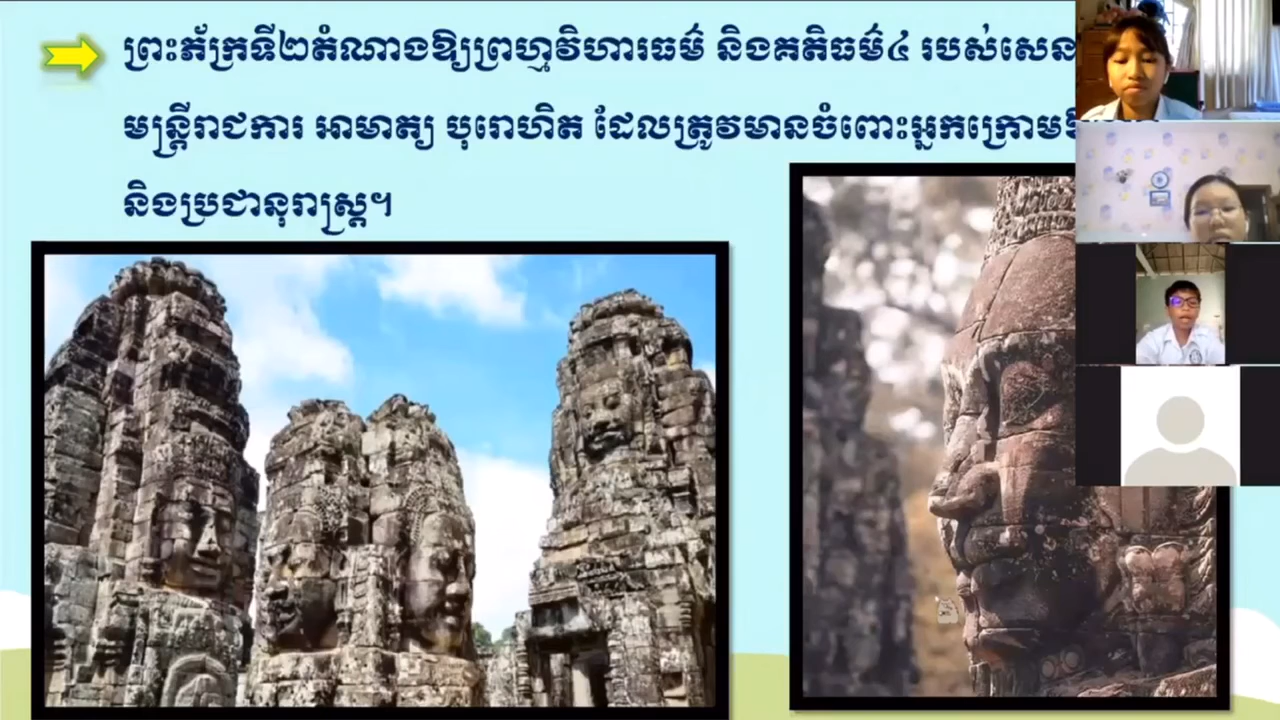 ព្រះភ័ក្រទី២តំណាងឱ្យព្រហ្មវិហារធម៌ និងគតិធម៌៤ របស់សេន
មន្ត្រីរាជការ អាមាត្យ បុរោហិត ដែលត្រូវមានចំពោះអ្នកក្រោម
និងប្រជានុរាស្ត្រ។